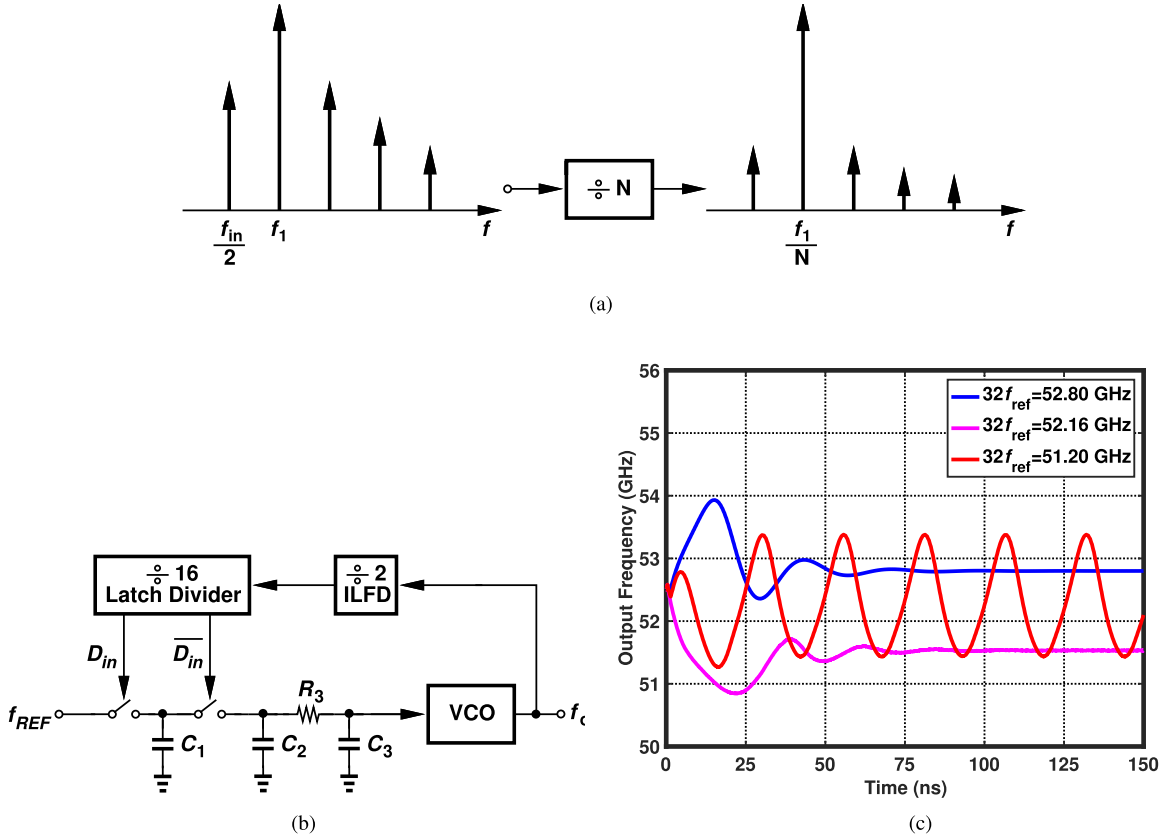 f_in/2 f_1 f ÷ N f_1/N f
(a)
32f_ref=52.80 GHz
32f_ref=52.16 GHz
32f_ref=51.20 GHz
56
55
54
53
52
51
50
Output Frequency (GHz)
0 25 50 75 100 125 150
Time (ns)
÷ 16
Latch Divider
÷ 2
ILFD
D_in
D̅_in
f_REF
C_1
C_2
R_3
C_3
VCO
(b)
(c)